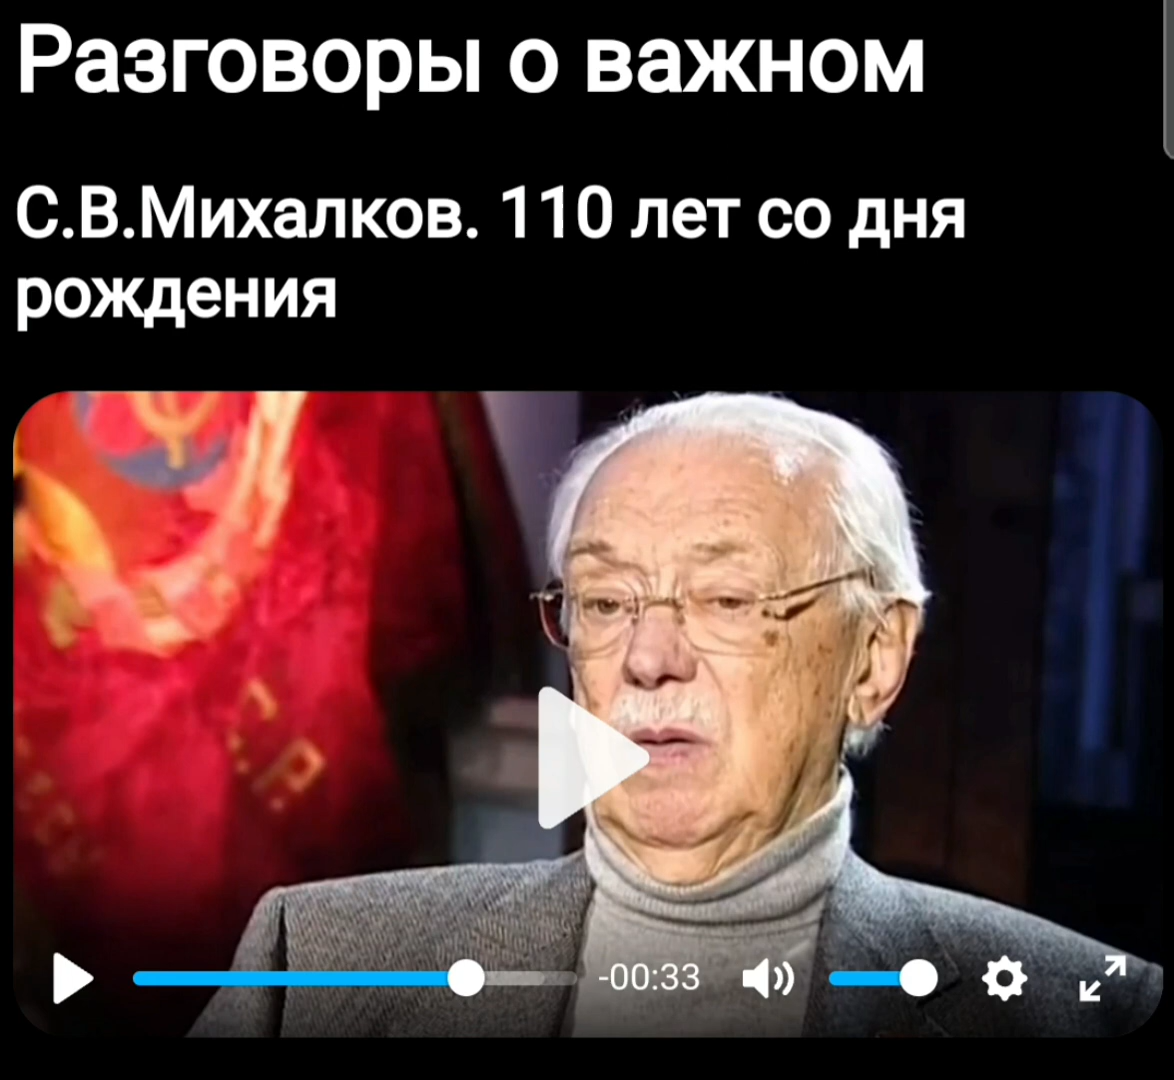 Разговоры о важном
С.В.Михалков. 110 лет со дня
рождения
-00:33